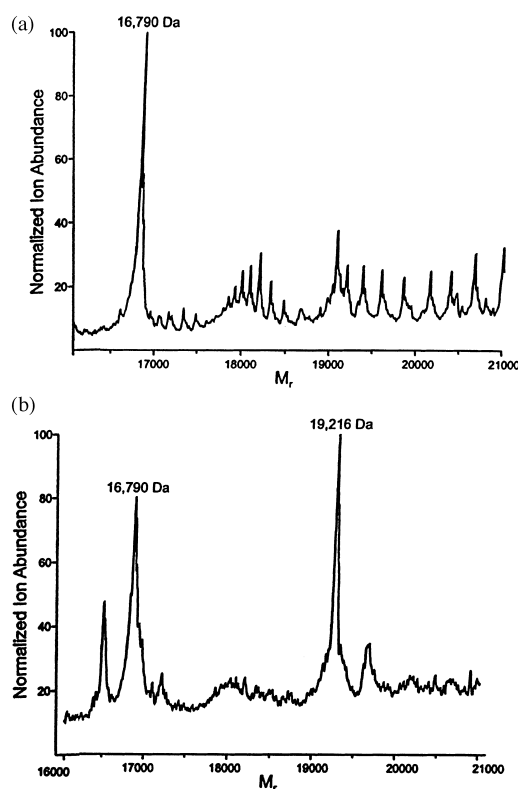 (a)
16,790 Da
Normalized Ion Abundance
100
80
60
40
20
17000 18000 19000 20000 21000
Mr
(b)
19,216 Da
16,790 Da
Normalized Ion Abundance
100
80
60
40
20
16000 17000 18000 19000 20000 21000
Mr